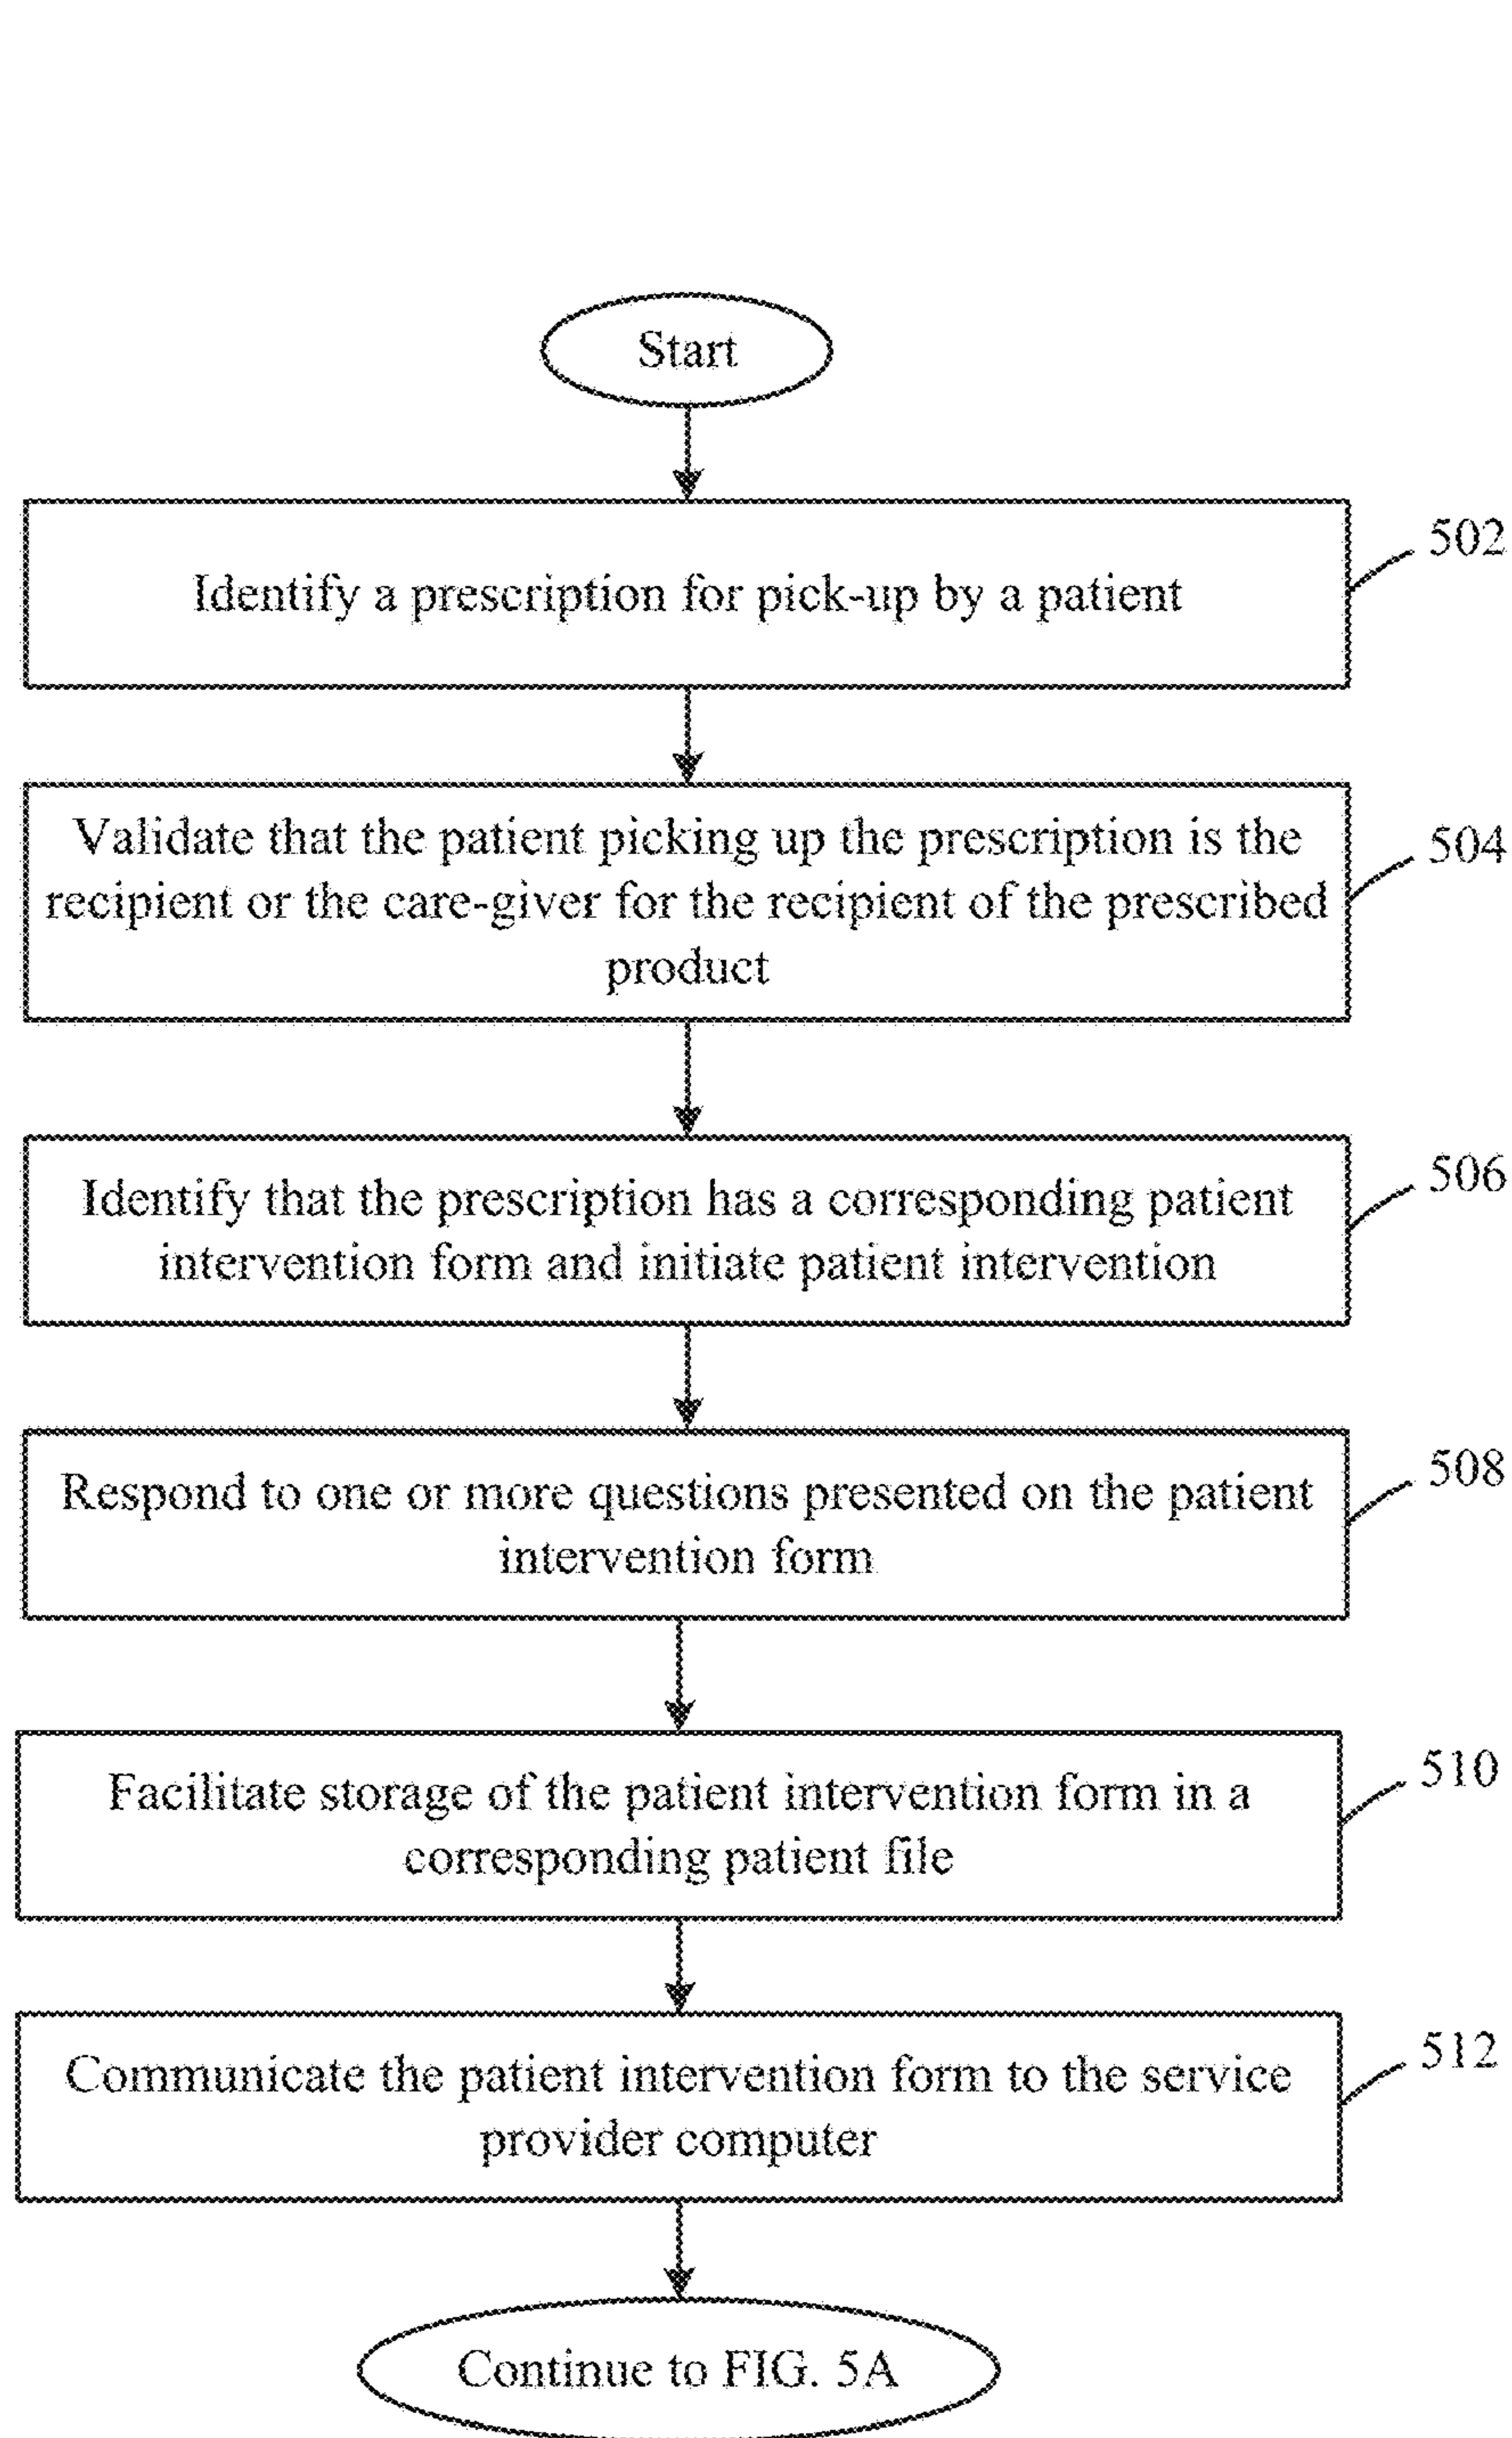 Start
502
Identify a prescription for pick-up by a patient
504
Validate that the patient picking up the prescription is the
recipient or the care-giver for the recipient of the prescribed
product
506
Identify that the prescription has a corresponding patient
intervention form and initiate patient intervention
508
Respond to one or more questions presented on the patient
intervention form
510
Facilitate storage of the patient intervention form in a
corresponding patient file
512
Communicate the patient intervention form to the service
provider computer
Continue to FIG. 5A